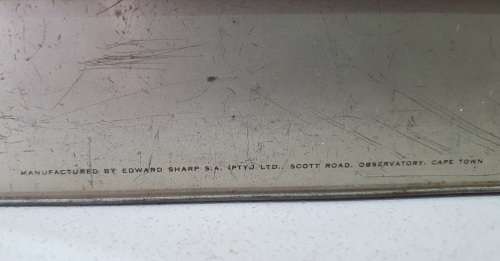 MANUFACTURED BY EDWARD SHARP S.A. (PTY.) LTD., SCOTT ROAD, OBSERVATORY, CAPE TOWN